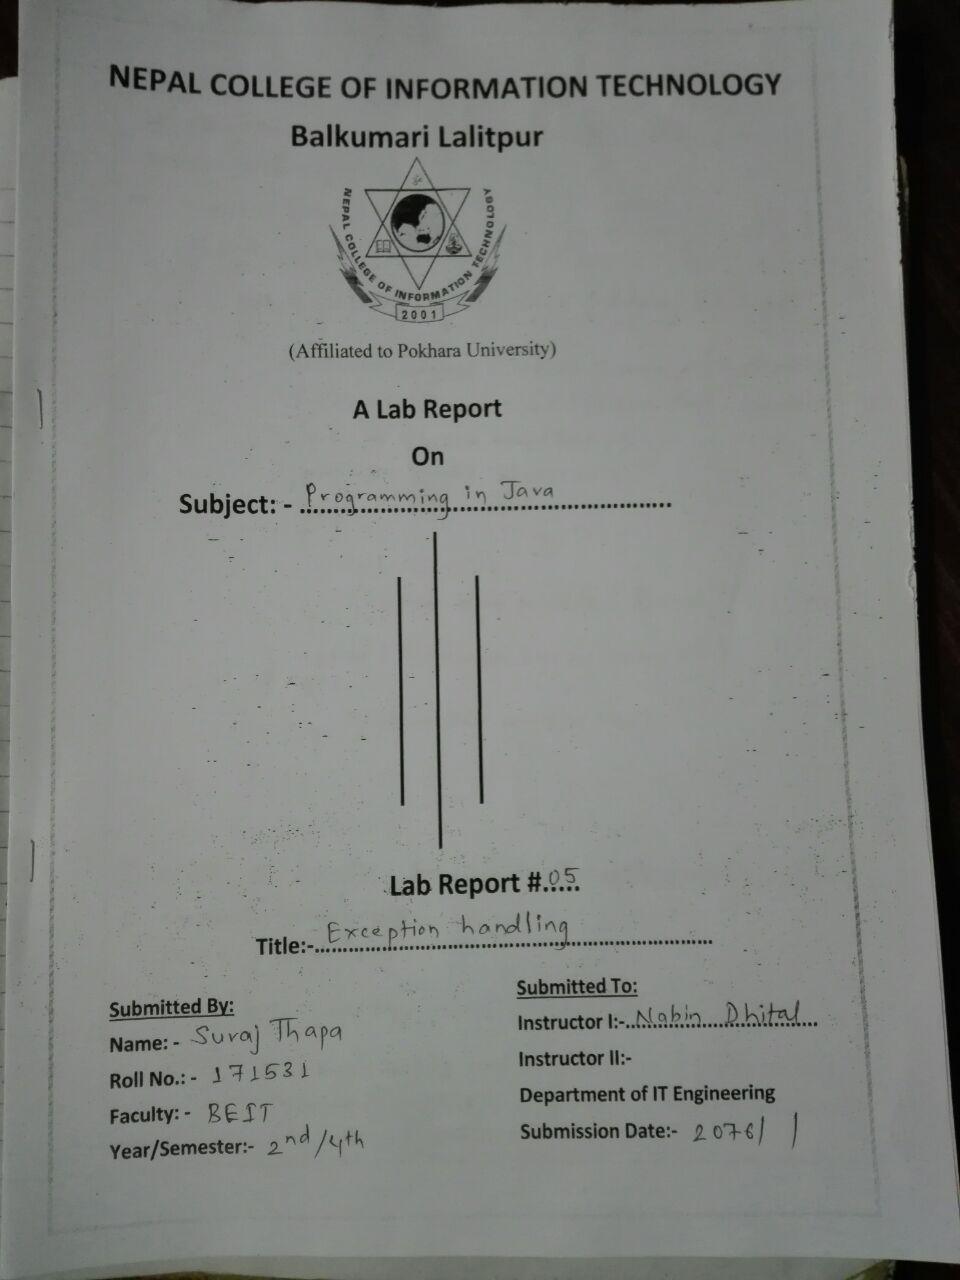 NEPAL COLLEGE OF INFORMATION TECHNOLOGY
Balkumari Lalitpur
NEPAL COLLEGE OF INFORMATION TECHNOLOGY
2001
(Affiliated to Pokhara University)
A Lab Report
On
Subject: - Programming in Java
Lab Report #.05
Title:- Exception handling
Submitted By:
Name: - Suraj Thapa
Roll No.: - 171531
Faculty: - BEIT
Year/Semester:- 2nd/4th
Submitted To:
Instructor I:- Nabin Dhital
Instructor II:-
Department of IT Engineering
Submission Date:- 2076/ /